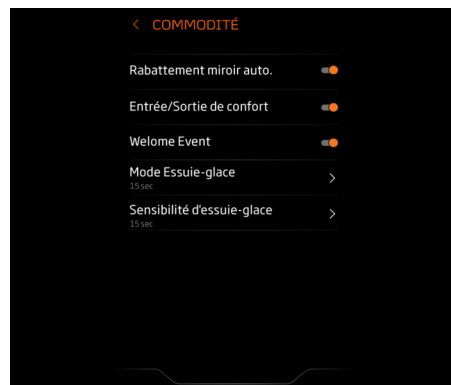 COMMODITÉ
Rabattement miroir auto.
Entrée/Sortie de confort
Welome Event
Mode Essuie-glace
15 sec
Sensibilité d'essuie-glace
15 sec